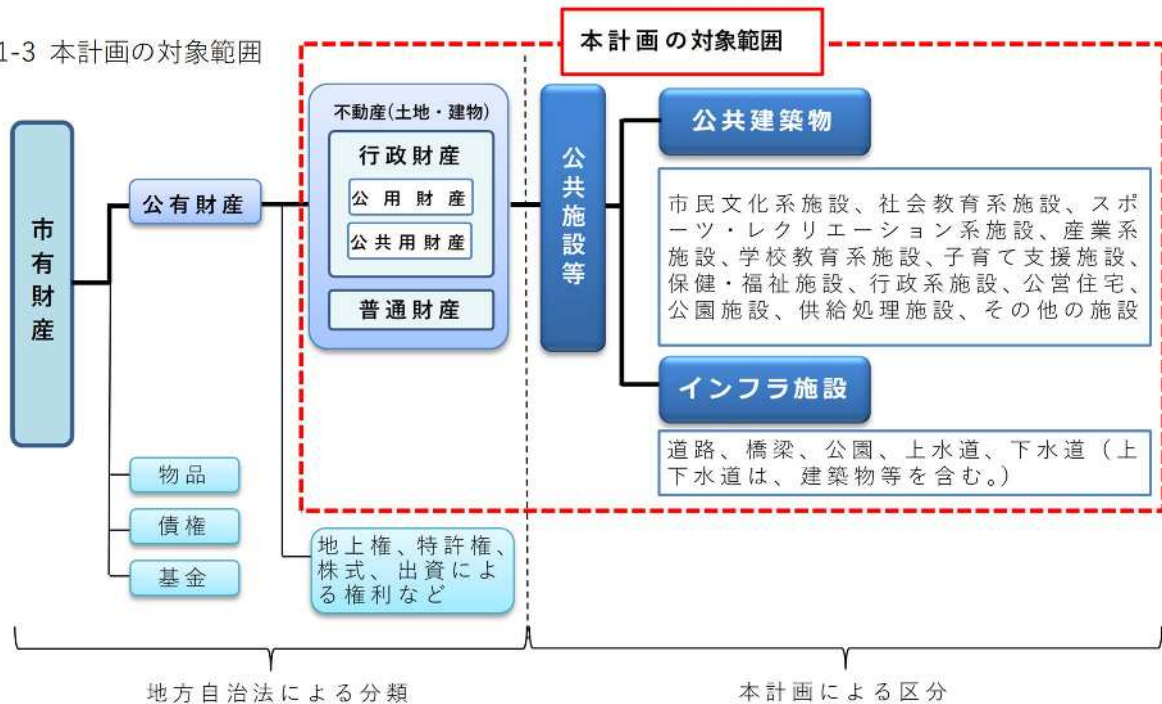 1-3 本計画の対象範囲
本計画の対象範囲
市有財産
公有財産
物品
債権
基金
不動産(土地・建物)
行政財産
公用財産
公共用財産
普通財産
地上権、特許権、
株式、出資によ
る権利など
公共施設等
公共建築物
市民文化系施設、社会教育系施設、スポ
ーツ・レクリエーション系施設、産業系
施設、学校教育系施設、子育て支援施設、
保健・福祉施設、行政系施設、公営住宅、
公園施設、供給処理施設、その他の施設
インフラ施設
道路、橋梁、公園、上水道、下水道（上
下水道は、建築物等を含む。）
地方自治法による分類
本計画による区分